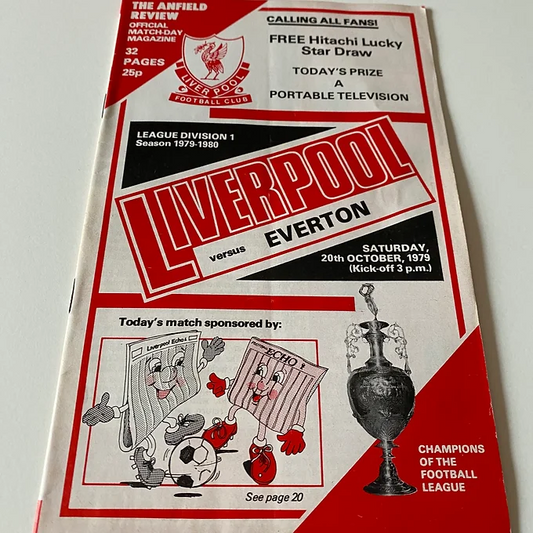 THE ANFIELD
REVIEW
OFFICIAL
MATCH-DAY
MAGAZINE
32
PAGES
25p
LIVERPOOL
FOOTBALL CLUB
CALLING ALL FANS!
FREE Hitachi Lucky
Star Draw
TODAY'S PRIZE
A
PORTABLE TELEVISION
LEAGUE DIVISION 1
Season 1979-1980
LIVERPOOL
versus EVERTON
SATURDAY,
20th OCTOBER, 1979
(Kick-off 3 p.m.)
Today's match sponsored by:
Liverpool Echo
ECHO
See page 20
CHAMPIONS
OF THE
FOOTBALL
LEAGUE